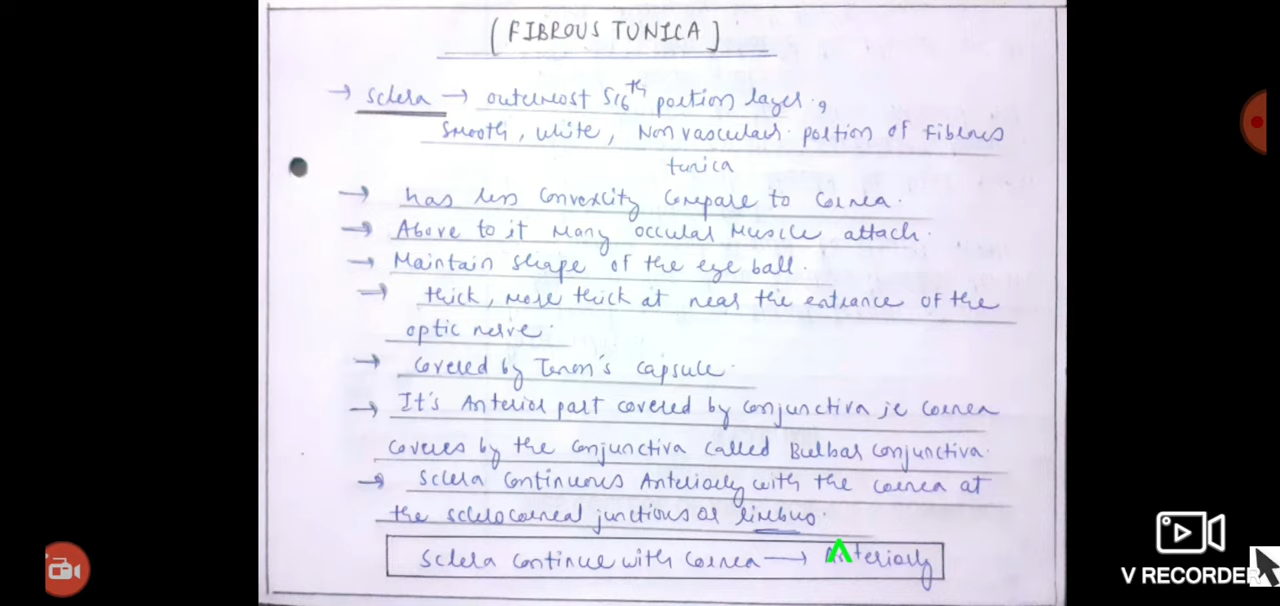 (FIBROUS TUNICA]
→ Sclera → outermost 5/6th portion layer,
Smooth, white, Non vascular portion of Fibrous
tunica
→ has less Convexcity Compare to Cornea.
→ Above to it Many occular Muscle attach.
→ Maintain shape of the eye ball.
→ thick, more thick at near the entrance of the
optic nerve.
→ Covered by Tenon's capsule.
→ It's Anterior part covered by conjunctiva ie Cornea
coveres by the conjunctiva called Bulbar conjunctiva.
→ Sclera Continuous Anteriorly with the cornea at
the sclerocorneal junctions or limbus.
Sclera Continue with Cornea → Anteriorly
V RECORDER